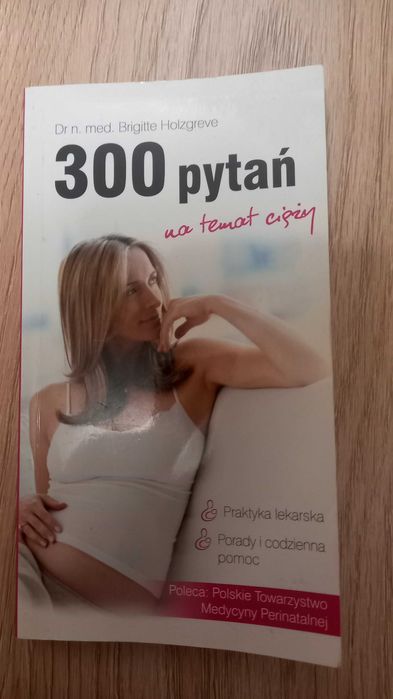 Dr n. med. Brigitte Holzgreve
300 pytań
na temat ciąży
Praktyka lekarska
Porady i codzienna
pomoc
Poleca: Polskie Towarzystwo
Medycyny Perinatalnej